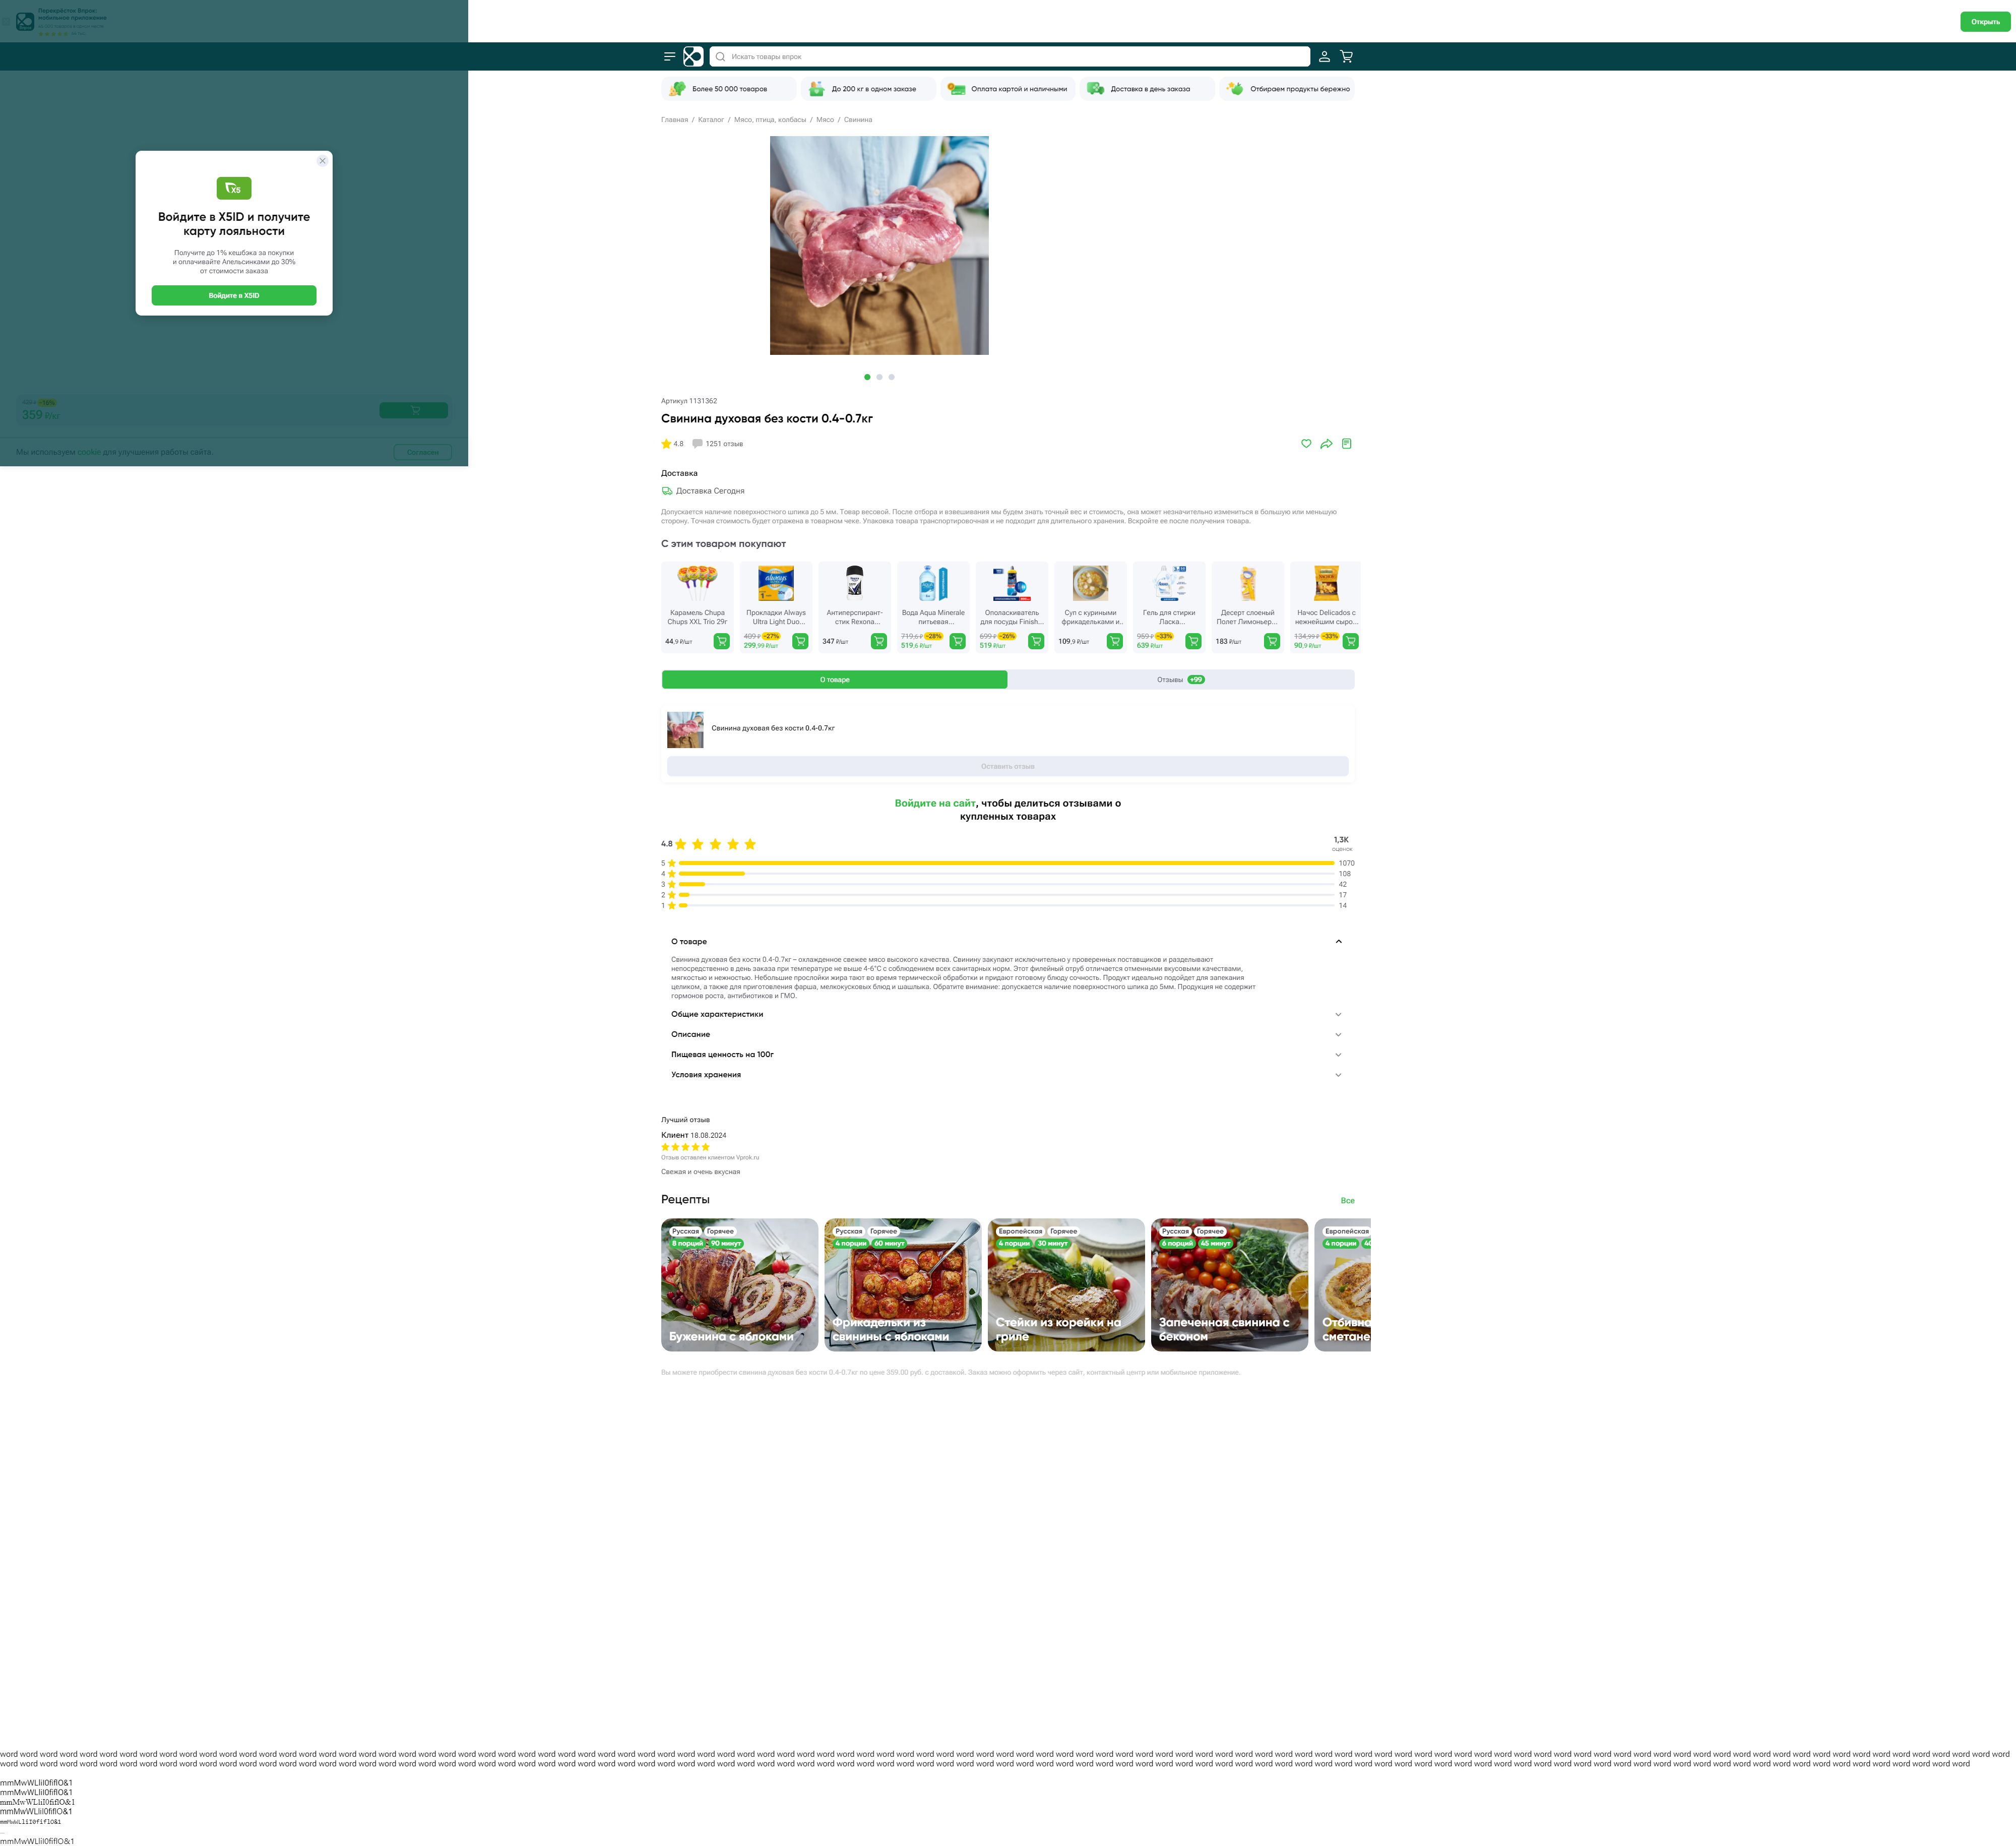 Перекрёсток Впрок:
мобильное приложение
Открыть
Искать товары впрок
Более 50 000 товаров
До 200 кг в одном заказе
Оплата картой и наличными
Доставка в день заказа
Отбираем продукты бережно
Главная / Каталог / Мясо, птица, колбасы / Мясо / Свинина
X5
Войдите в X5ID и получите
карту лояльности
Получите до 1% кешбэка за покупки
и оплачивайте Апельсинками до 30%
от стоимости заказа
Войдите в X5ID
359 ₽/кг
Мы используем cookie для улучшения работы сайта.
Согласен
Артикул 1131362
Свинина духовая без кости 0.4-0.7кг
4.8 1251 отзыв
Доставка
Доставка Сегодня
Допускается наличие поверхностного шпика до 5 мм. Товар весовой. После отбора и взвешивания мы будем знать точный вес и стоимость, она может незначительно измениться в большую или меньшую
сторону. Точная стоимость будет отражена в товарном чеке. Упаковка товара транспортировочная и не подходит для длительного хранения. Вскройте ее после получения товара.
С этим товаром покупают
Карамель Chupa
Chups XXL Trio 29г
44,9 ₽/шт
Прокладки Always
Ultra Light Duo...
409 ₽ -27%
299,99 ₽/шт
Антиперспирант-
стик Rexona...
347 ₽/шт
Вода Aqua Minerale
питьевая...
719,6 ₽ -28%
519,6 ₽/шт
Ополаскиватель
для посуды Finish...
699 ₽ -26%
519 ₽/шт
Суп с куриными
фрикадельками и...
109,9 ₽/шт
Гель для стирки
Ласка...
959 ₽ -33%
639 ₽/шт
Десерт слоеный
Полет Лимоньер...
183 ₽/шт
Начос Delicados с
нежнейшим сыро...
134,99 ₽ -33%
90,9 ₽/шт
О товаре
Отзывы +99
Свинина духовая без кости 0.4-0.7кг
Оставить отзыв
Войдите на сайт, чтобы делиться отзывами о
купленных товарах
4.8
1,3K
оценок
5 1070
4 108
3 42
2 17
1 14
О товаре
Свинина духовая без кости 0.4-0.7кг – охлажденное свежее мясо высокого качества. Свинину закупают исключительно у проверенных поставщиков и разделывают
непосредственно в день заказа при температуре не выше 4-6°С с соблюдением всех санитарных норм. Этот филейный отруб отличается отменными вкусовыми качествами,
мягкостью и нежностью. Небольшие прослойки жира тают во время термической обработки и придают готовому блюду сочность. Продукт идеально подойдет для запекания
целиком, а также для приготовления фарша, мелкокусковых блюд и шашлыка. Обратите внимание: допускается наличие поверхностного шпика до 5мм. Продукция не содержит
гормонов роста, антибиотиков и ГМО.
Общие характеристики
Описание
Пищевая ценность на 100г
Условия хранения
Лучший отзыв
Клиент 18.08.2024
Отзыв оставлен клиентом Vprok.ru
Свежая и очень вкусная
Рецепты
Все
Русская Горячее
8 порций 90 минут
Буженина с яблоками
Русская Горячее
4 порции 60 минут
Фрикадельки из
свинины с яблоками
Европейская Горячее
4 порции 30 минут
Стейки из корейки на
гриле
Русская Горячее
6 порций 45 минут
Запеченная свинина с
беконом
Европейская
4 порции 40
Отбивна
сметане
Вы можете приобрести свинина духовая без кости 0.4-0.7кг по цене 359.00 руб. с доставкой. Заказ можно оформить через сайт, контактный центр или мобильное приложение.
word word word word word word word word word word word word word word word word word word word word word word word word word word word word word word word word word word word word word word word word word word word word word word word word word word word word word word word word word word word word word word word word word word word word word word word word word word word word word word word word word word word word word word word word word word word word word word word word word word word word word
word word word word word word word word word word word word word word word word word word word word word word word word word word word word word word word word word word word word word word word word word word word word word word word word word word word word word word word word word word word word word word word word word word word word word word word word word word word word word word word word word word word word word word word word word word word word word word word word word word word
mmMwWLliI0fiflO&1
mmMwWLliI0fiflO&1
mmMwWLliI0fiflO&1
mmMwWLliI0fiflO&1
mmMwWLliI0fiflO&1
mmMwWLliI0fiflO&1